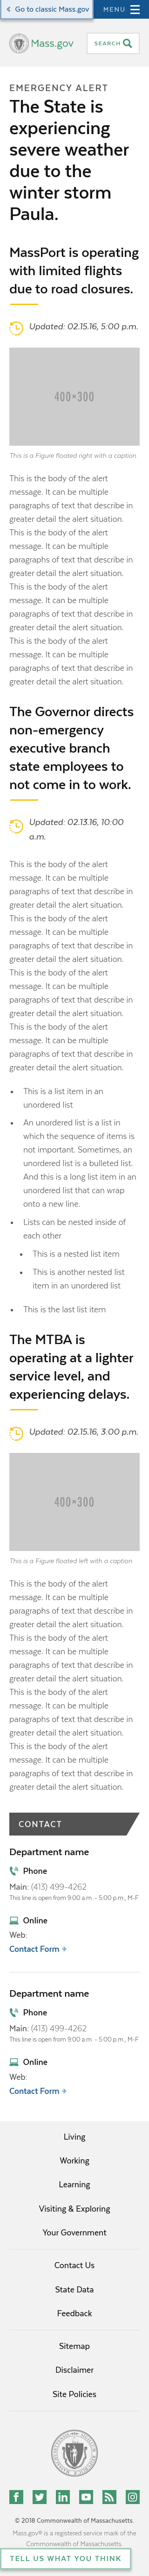 Go to classic Mass.gov
MENU
Mass.gov
SEARCH
EMERGENCY ALERT
The State is
experiencing
severe weather
due to the
winter storm
Paula.
MassPort is operating
with limited flights
due to road closures.
Updated: 02.15.16, 5:00 p.m.
400×300
This is a Figure floated right with a caption
This is the body of the alert
message. It can be multiple
paragraphs of text that describe in
greater detail the alert situation.
This is the body of the alert
message. It can be multiple
paragraphs of text that describe in
greater detail the alert situation.
This is the body of the alert
message. It can be multiple
paragraphs of text that describe in
greater detail the alert situation.
This is the body of the alert
message. It can be multiple
paragraphs of text that describe in
greater detail the alert situation.
The Governor directs
non-emergency
executive branch
state employees to
not come in to work.
Updated: 02.13.16, 10:00
a.m.
This is the body of the alert
message. It can be multiple
paragraphs of text that describe in
greater detail the alert situation.
This is the body of the alert
message. It can be multiple
paragraphs of text that describe in
greater detail the alert situation.
This is the body of the alert
message. It can be multiple
paragraphs of text that describe in
greater detail the alert situation.
This is the body of the alert
message. It can be multiple
paragraphs of text that describe in
greater detail the alert situation.
• This is a list item in an
unordered list
• An unordered list is a list in
which the sequence of items is
not important. Sometimes, an
unordered list is a bulleted list.
And this is a long list item in an
unordered list that can wrap
onto a new line.
• Lists can be nested inside of
each other
• This is a nested list item
• This is another nested list
item in an unordered list
• This is the last list item
The MTBA is
operating at a lighter
service level, and
experiencing delays.
Updated: 02.15.16, 3:00 p.m.
400×300
This is a Figure floated left with a caption
This is the body of the alert
message. It can be multiple
paragraphs of text that describe in
greater detail the alert situation.
This is the body of the alert
message. It can be multiple
paragraphs of text that describe in
greater detail the alert situation.
This is the body of the alert
message. It can be multiple
paragraphs of text that describe in
greater detail the alert situation.
This is the body of the alert
message. It can be multiple
paragraphs of text that describe in
greater detail the alert situation.
CONTACT
Department name
Phone
Main: (413) 499-4262
This line is open from 9:00 a.m. - 5:00 p.m., M-F
Online
Web:
Contact Form
Department name
Phone
Main: (413) 499-4262
This line is open from 9:00 a.m. - 5:00 p.m., M-F
Online
Web:
Contact Form
Living
Working
Learning
Visiting & Exploring
Your Government
Contact Us
State Data
Feedback
Sitemap
Disclaimer
Site Policies
© 2018 Commonwealth of Massachusetts.
Mass.gov® is a registered service mark of the
Commonwealth of Massachusetts.
TELL US WHAT YOU THINK